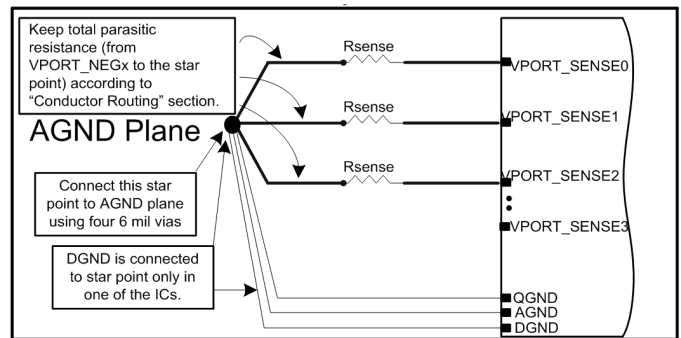 Keep total parasitic
resistance (from
VPORT_NEGx to the star
point) according to
“Conductor Routing” section.
Rsense
VPORT_SENSE0
Rsense
VPORT_SENSE1
AGND Plane
Rsense
VPORT_SENSE2
Connect this star
point to AGND plane
using four 6 mil vias
VPORT_SENSE3
DGND is connected
to star point only in
one of the ICs.
QGND
AGND
DGND